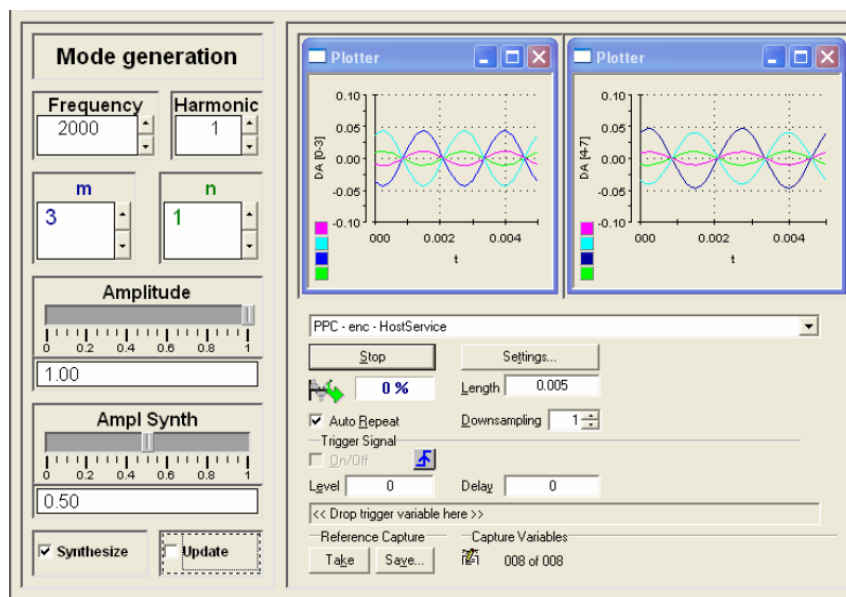 Mode generation
Frequency
2000
Harmonic
1
m
3
n
1
Amplitude
0 0.2 0.4 0.6 0.8 1
1.00
Ampl Synth
0 0.2 0.4 0.6 0.8 1
0.50
Synthesize
Update
Plotter
0.10
0.05
0.00
-0.05
-0.10
DA [0-3]
000 0.002 0.004
t
Plotter
0.10
0.05
0.00
-0.05
-0.10
DA [4-7]
000 0.002 0.004
t
PPC - enc - HostService
Stop
Settings...
0 %
Length 0.005
Auto Repeat
Downsampling 1
Trigger Signal
On/Off
Level 0
Delay 0
<< Drop trigger variable here >>
Reference Capture
Capture Variables
Take Save...
008 of 008